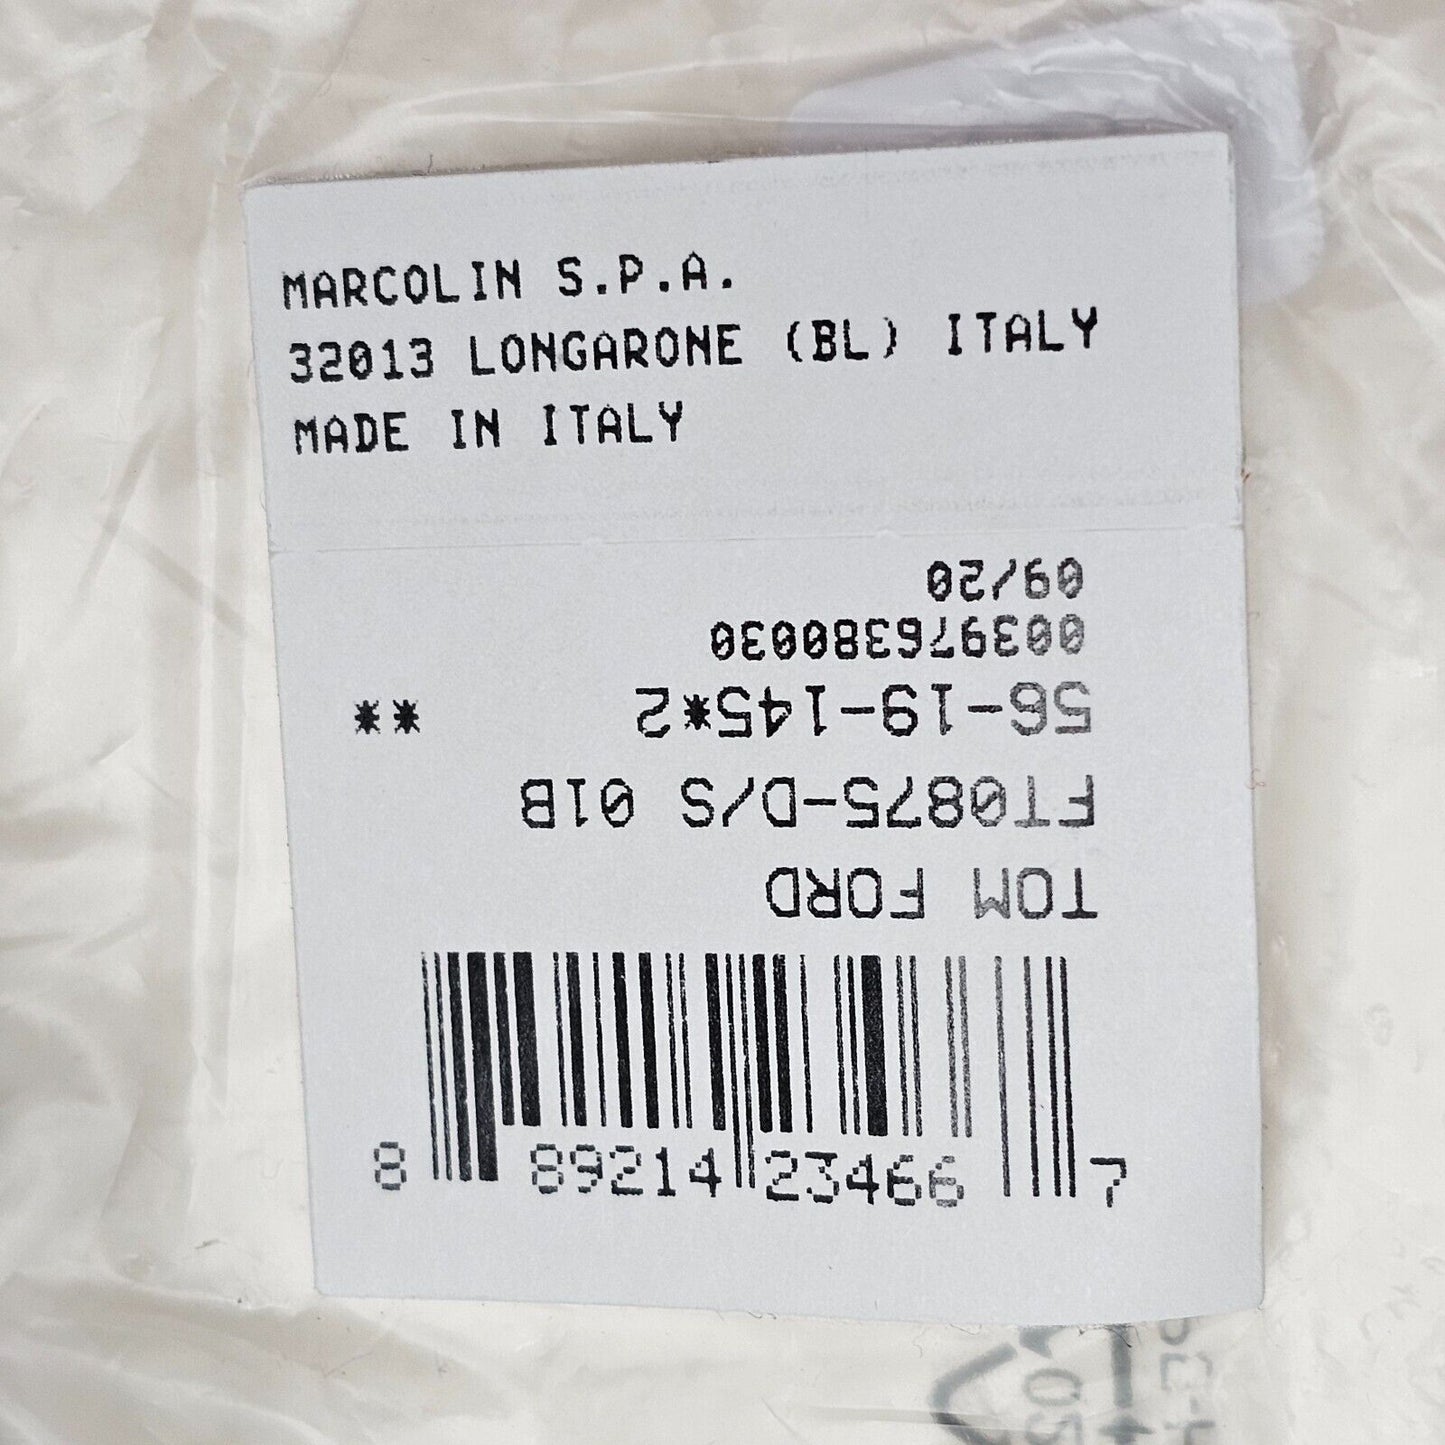 MARCOLIN S.P.A.
32013 LONGARONE (BL) ITALY
MADE IN ITALY
TOM FORD
FT0875-D/S 01B
56-19-145*2 **
003976380030
09/20
8 89214 23466 7